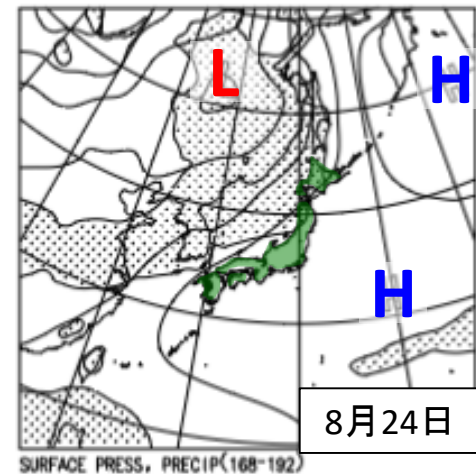 L
H
H
8月24日
SURFACE PRESS, PRECIP(168-192)